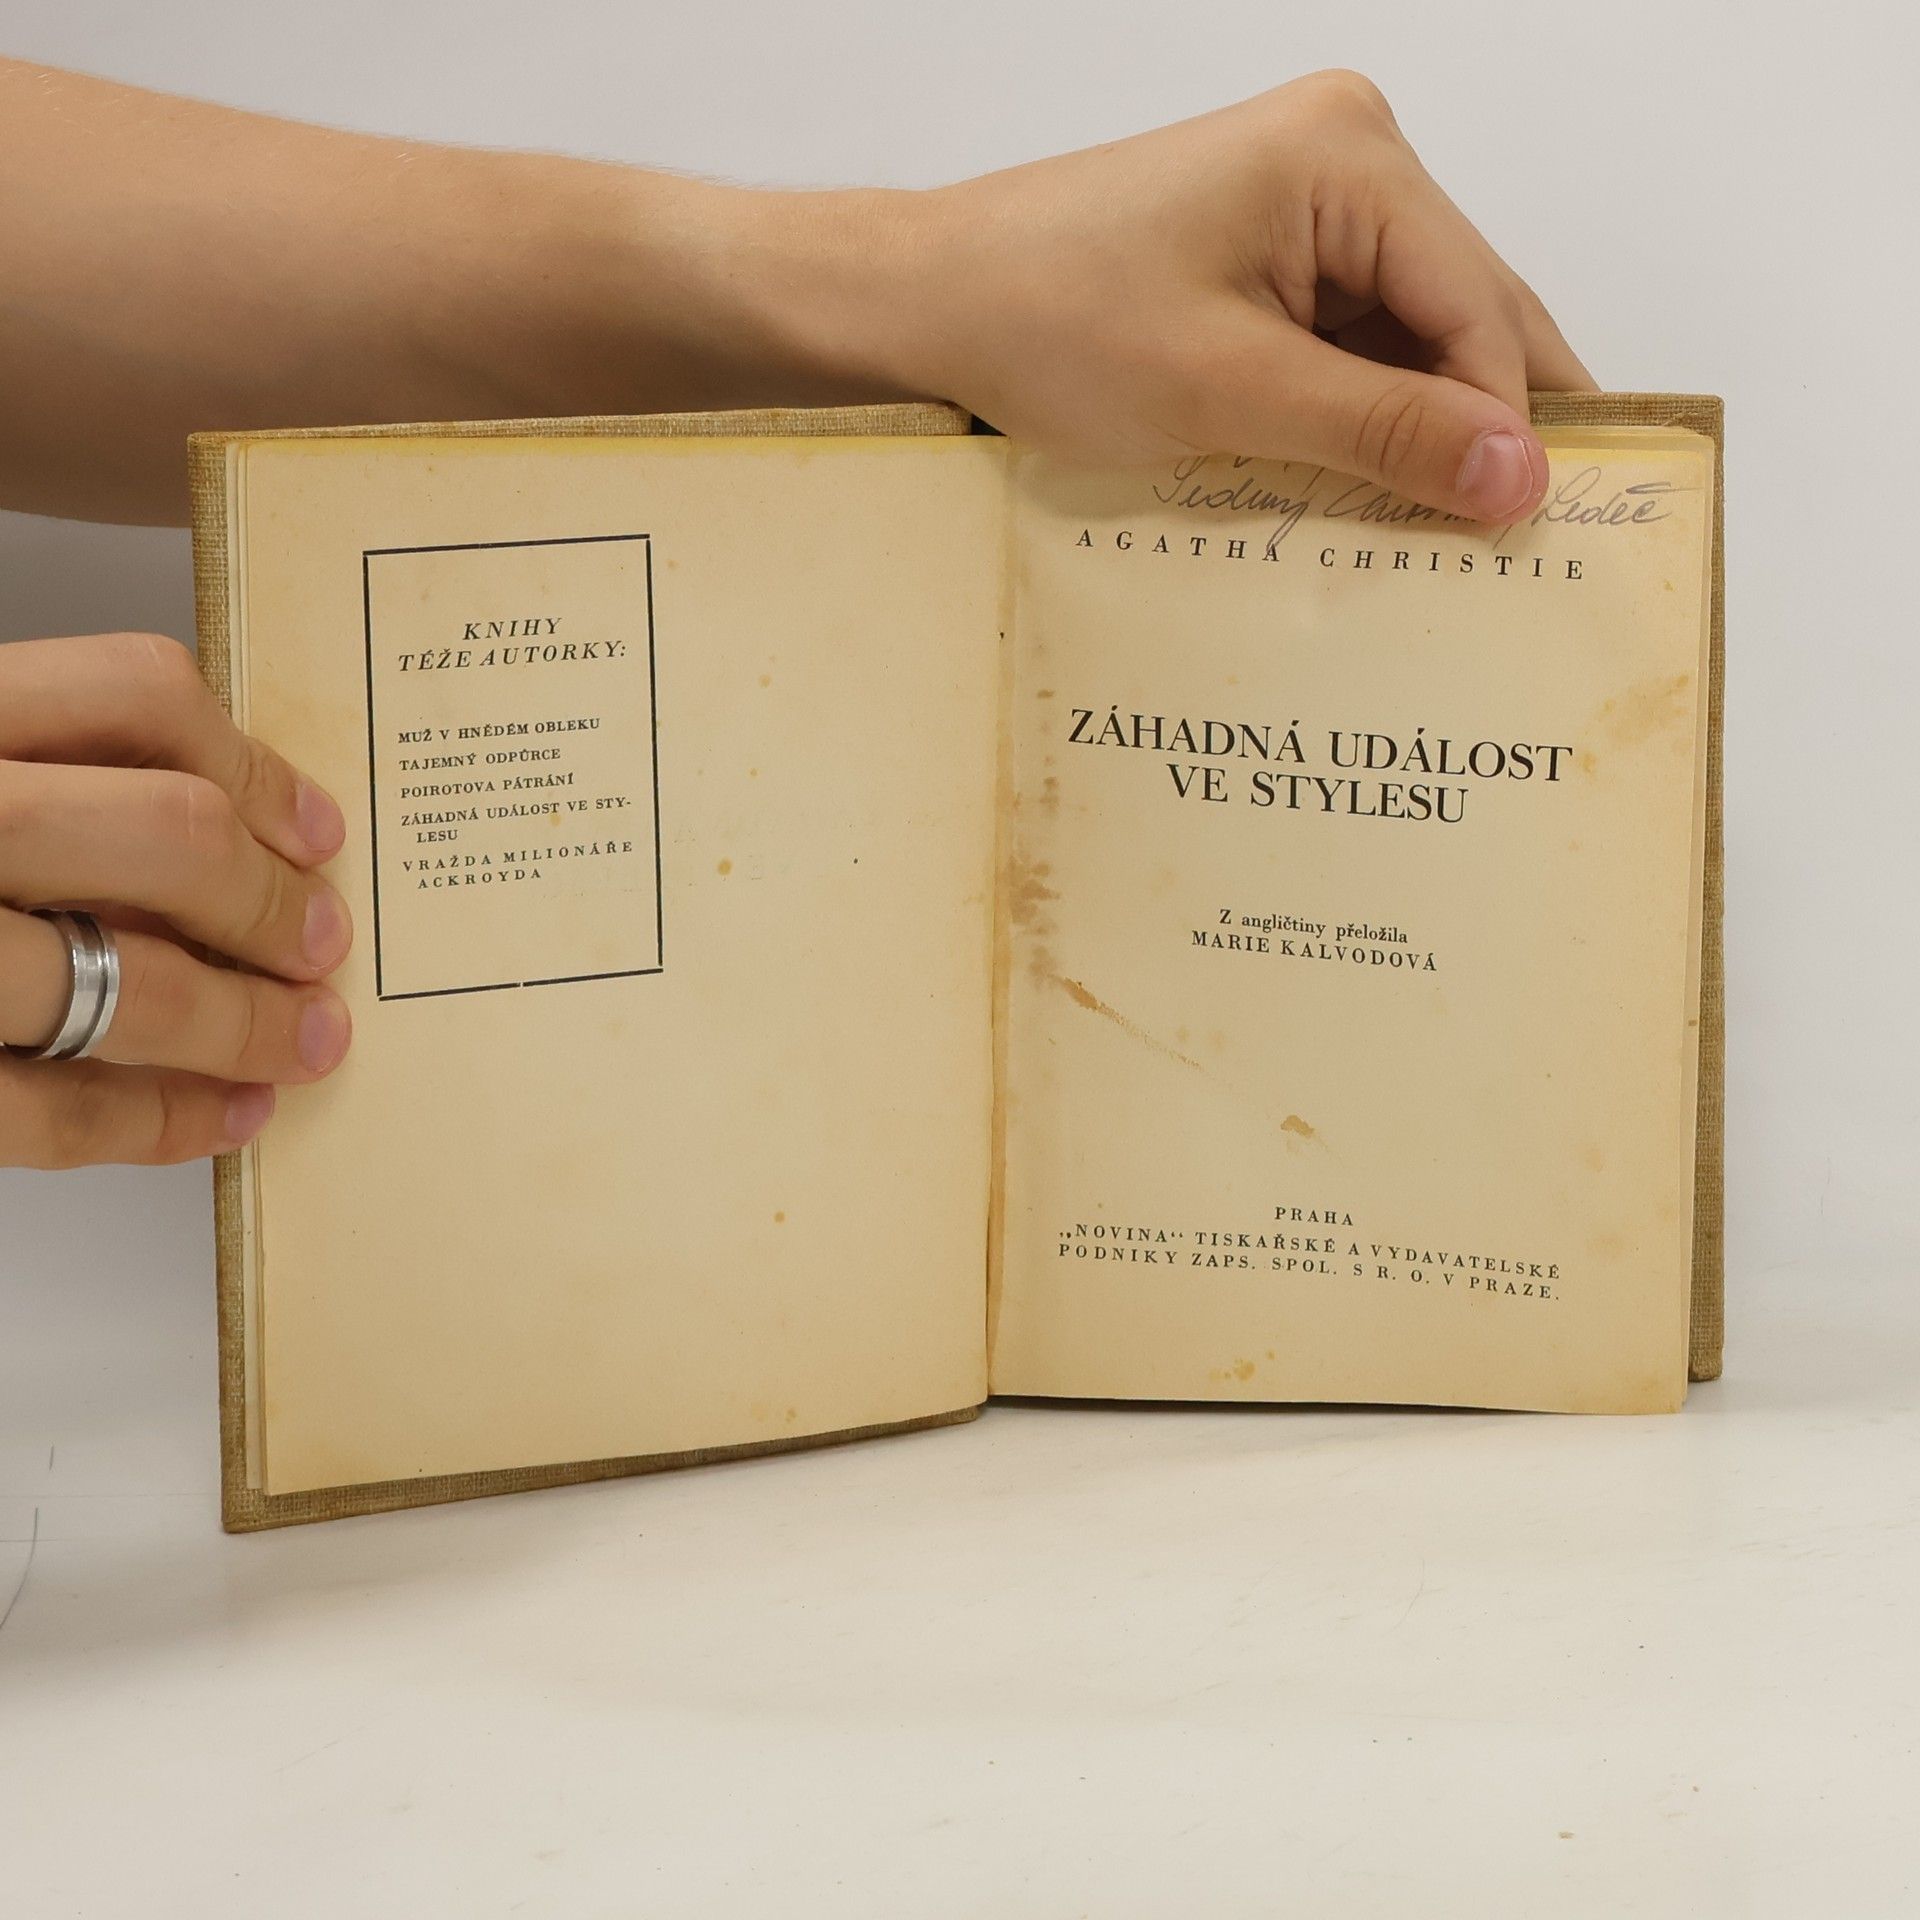 KNIHY
TÉŽE AUTORKY:
MUŽ V HNĚDÉM OBLEKU
TAJEMNÝ ODPŮRCE
POIROTOVA PÁTRÁNÍ
ZÁHADNÁ UDÁLOST VE STY-
LESU
VRAŽDA MILIONÁŘE
ACKROYDA
Ledeč
AGATHA CHRISTIE
ZÁHADNÁ UDÁLOST
VE STYLESU
Z angličtiny přeložila
MARIE KALVODOVÁ
PRAHA
„NOVINA“ TISKAŘSKÉ A VYDAVATELSKÉ
PODNIKY ZAPS. SPOL. S R. O. V PRAZE.